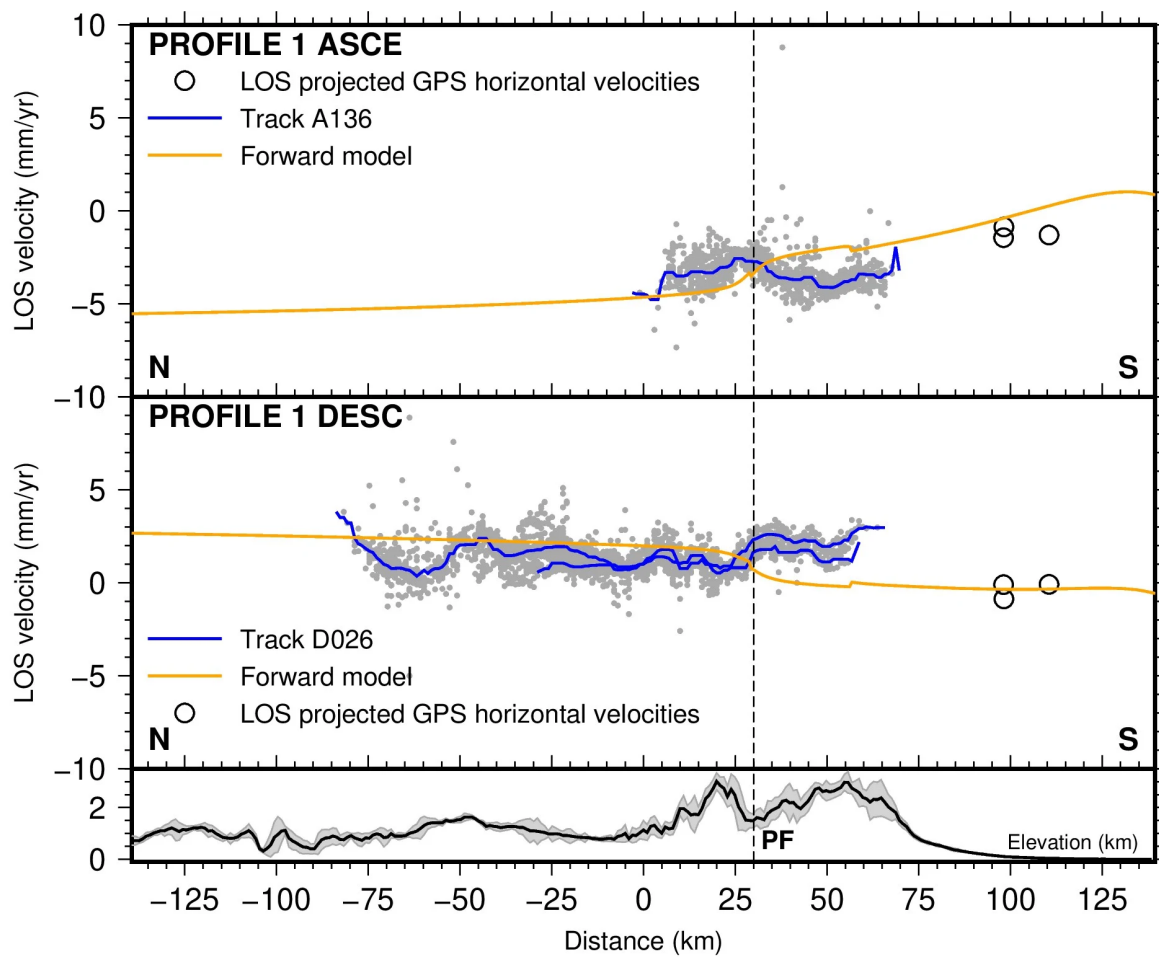 PROFILE 1 ASCE
LOS projected GPS horizontal velocities
Track A136
Forward model
LOS velocity (mm/yr)
10
5
0
−5
−10
N
S
PROFILE 1 DESC
LOS velocity (mm/yr)
5
0
−5
−10
Track D026
Forward model
LOS projected GPS horizontal velocities
N
S
2
0
PF
Elevation (km)
−125 −100 −75 −50 −25 0 25 50 75 100 125
Distance (km)